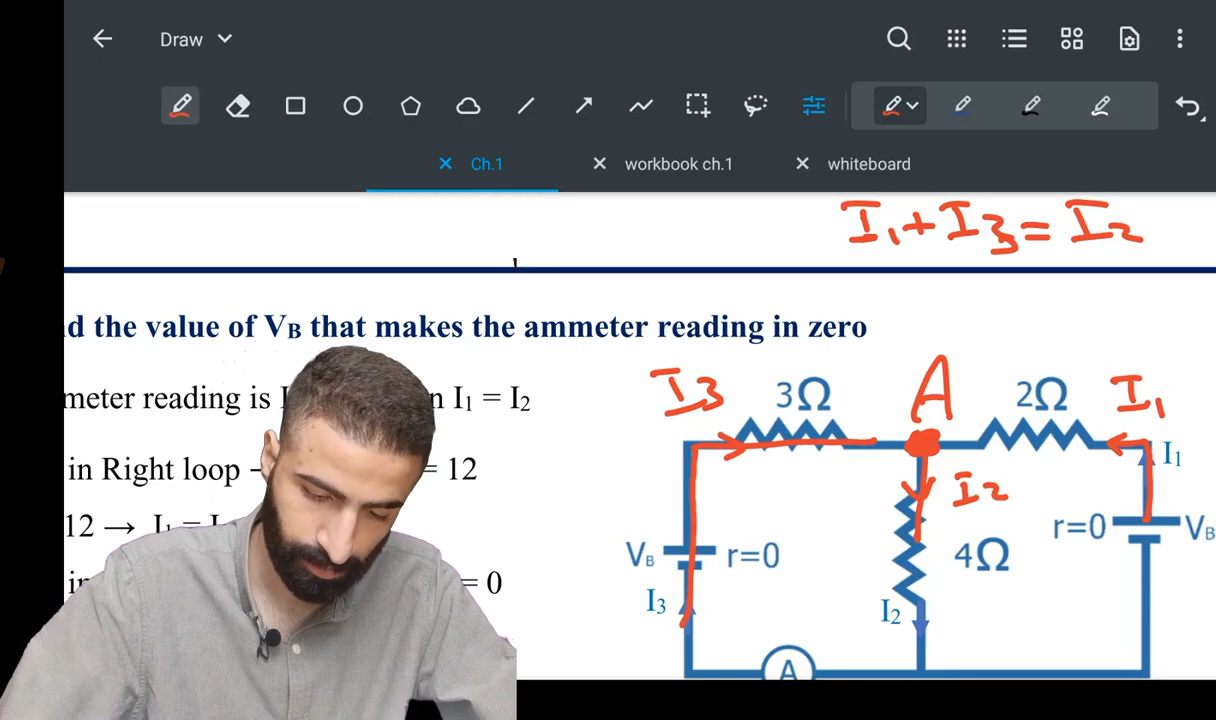 Draw
Ch.1
workbook ch.1
whiteboard
I₁+I₃=I₂
the value of VB that makes the ammeter reading in zero
reading is
I₁ = I₂
in Right loop -
= 12
12 → I₁ =
= 0
I3
3Ω
A
2Ω
I₁
I₁
I2
VB
r=0
4Ω
r=0
VB
I₃
I₂
A